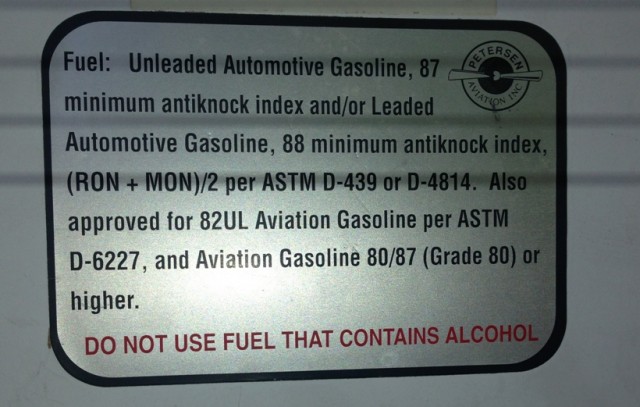 Fuel: Unleaded Automotive Gasoline, 87
minimum antiknock index and/or Leaded
Automotive Gasoline, 88 minimum antiknock index,
(RON + MON)/2 per ASTM D-439 or D-4814. Also
approved for 82UL Aviation Gasoline per ASTM
D-6227, and Aviation Gasoline 80/87 (Grade 80) or
higher.
DO NOT USE FUEL THAT CONTAINS ALCOHOL
PETERSEN
AVIATION INC.